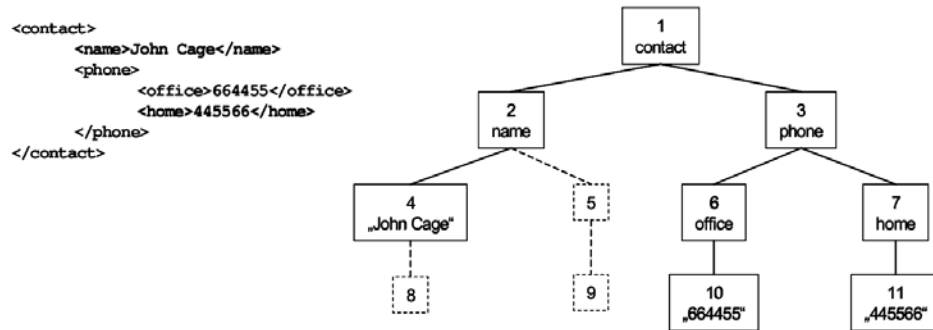 <contact>
<name>John Cage</name>
<phone>
<office>664455</office>
<home>445566</home>
</phone>
</contact>
1
contact
2
name
3
phone
4
„John Cage“
5
6
office
7
home
8
9
10
„664455“
11
„445566“